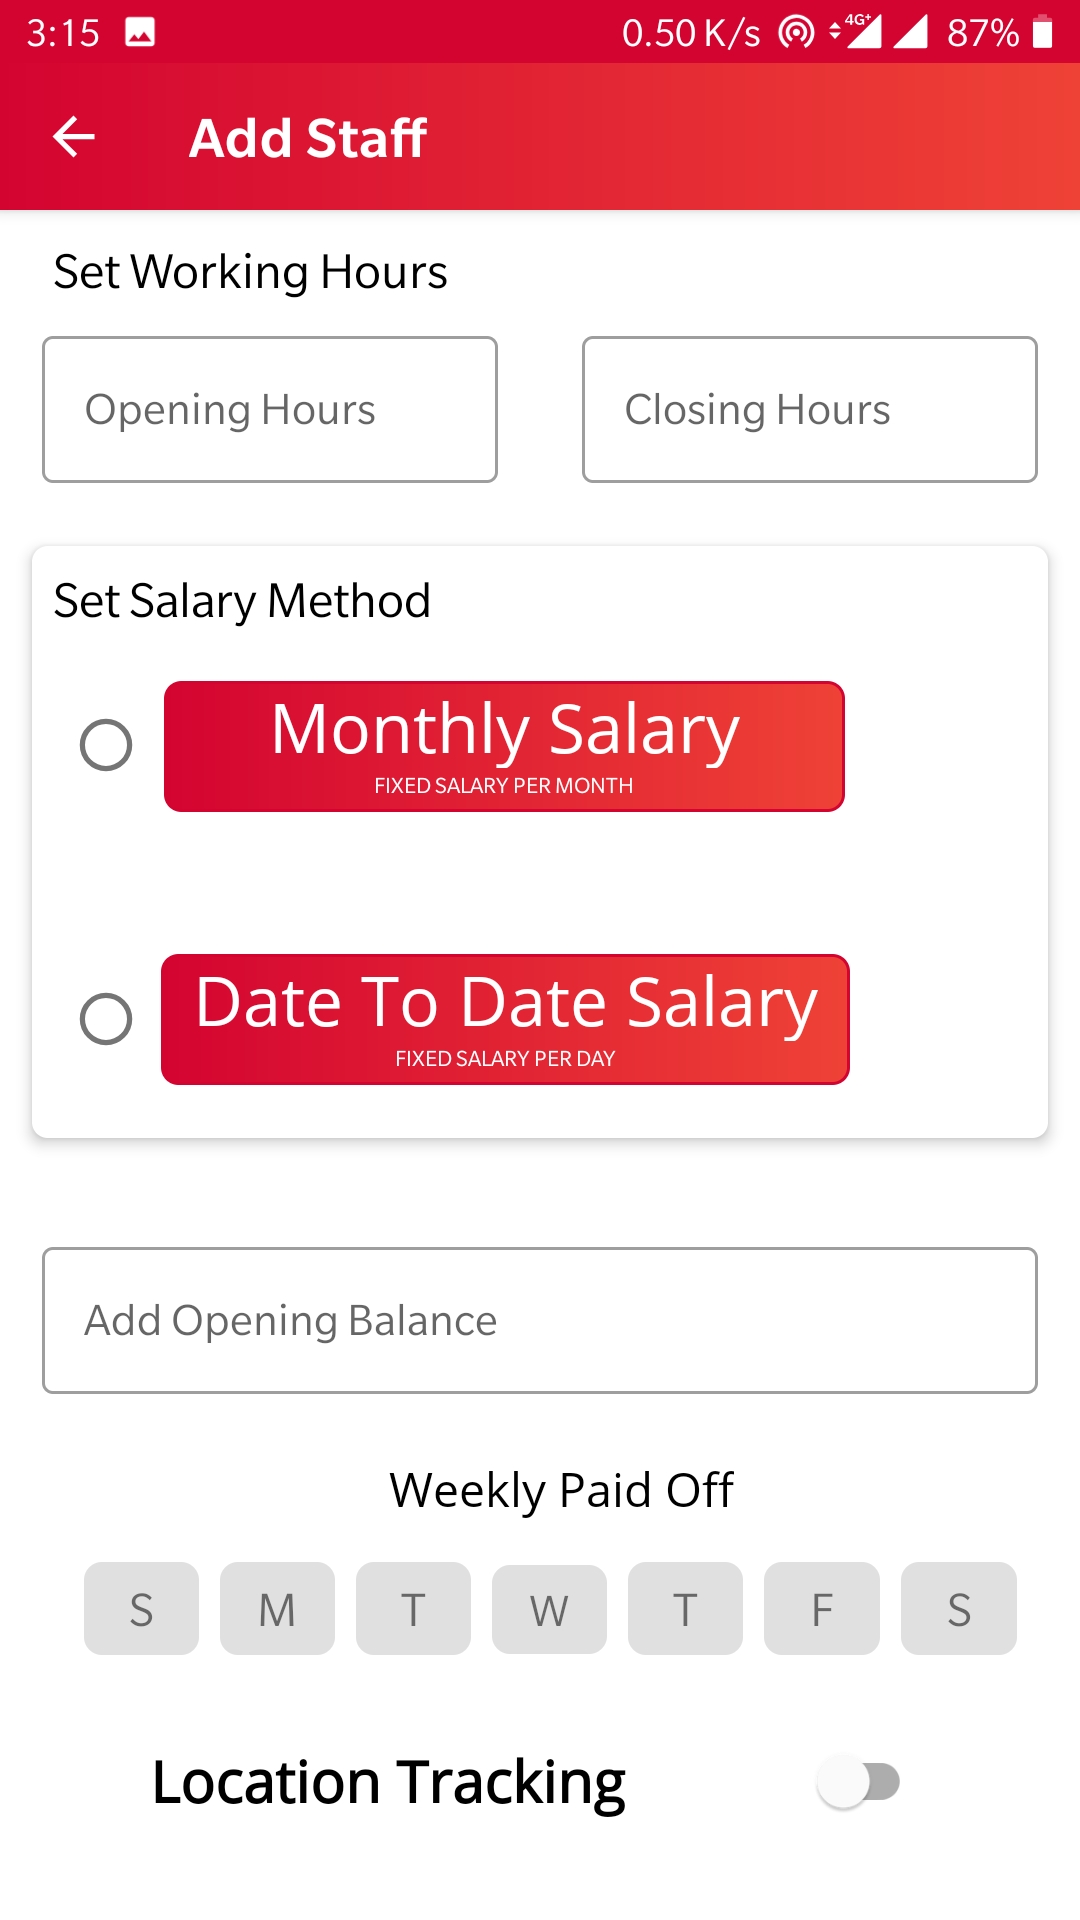 3:15 0.50 K/s 4G+ 87%
Add Staff
Set Working Hours
Opening Hours Closing Hours
Set Salary Method
Monthly Salary
FIXED SALARY PER MONTH
Date To Date Salary
FIXED SALARY PER DAY
Add Opening Balance
Weekly Paid Off
S M T W T F S
Location Tracking